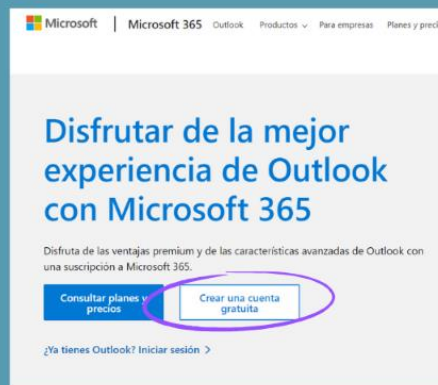 Microsoft | Microsoft 365 Outlook Productos Para empresas Planes y preci
Disfrutar de la mejor
experiencia de Outlook
con Microsoft 365
Disfruta de las ventajas premium y de las características avanzadas de Outlook con
una suscripción a Microsoft 365.
Consultar planes y
precios
Crear una cuenta
gratuita
¿Ya tienes Outlook? Iniciar sesión >